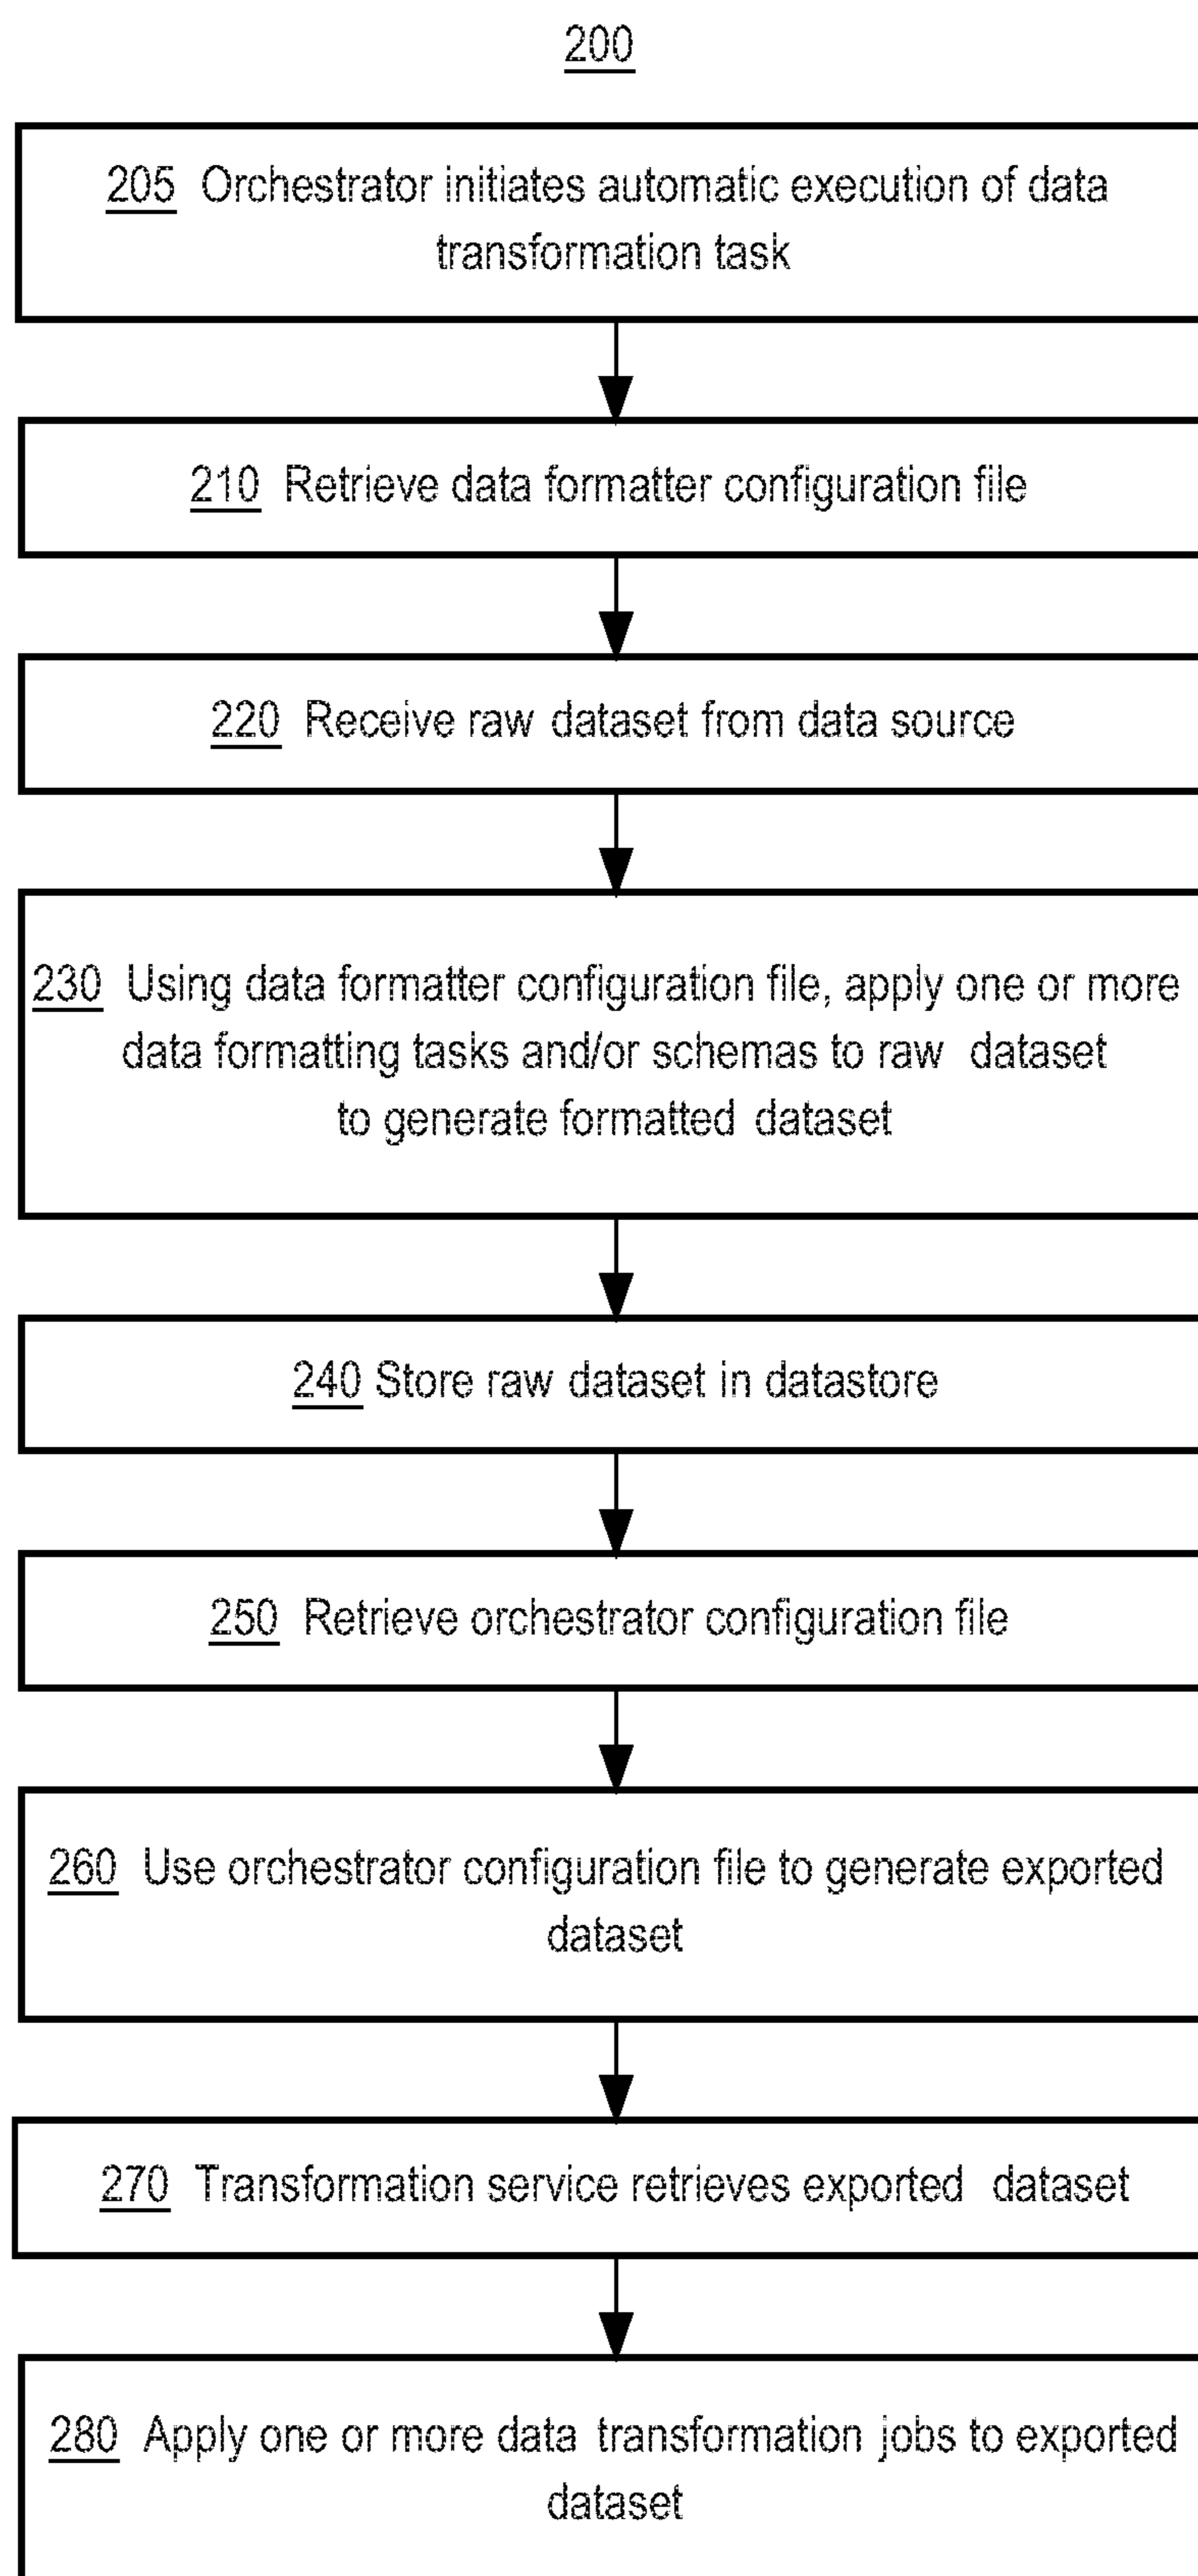 200
205 Orchestrator initiates automatic execution of data
transformation task
210 Retrieve data formatter configuration file
220 Receive raw dataset from data source
230 Using data formatter configuration file, apply one or more
data formatting tasks and/or schemas to raw dataset
to generate formatted dataset
240 Store raw dataset in datastore
250 Retrieve orchestrator configuration file
260 Use orchestrator configuration file to generate exported
dataset
270 Transformation service retrieves exported dataset
280 Apply one or more data transformation jobs to exported
dataset